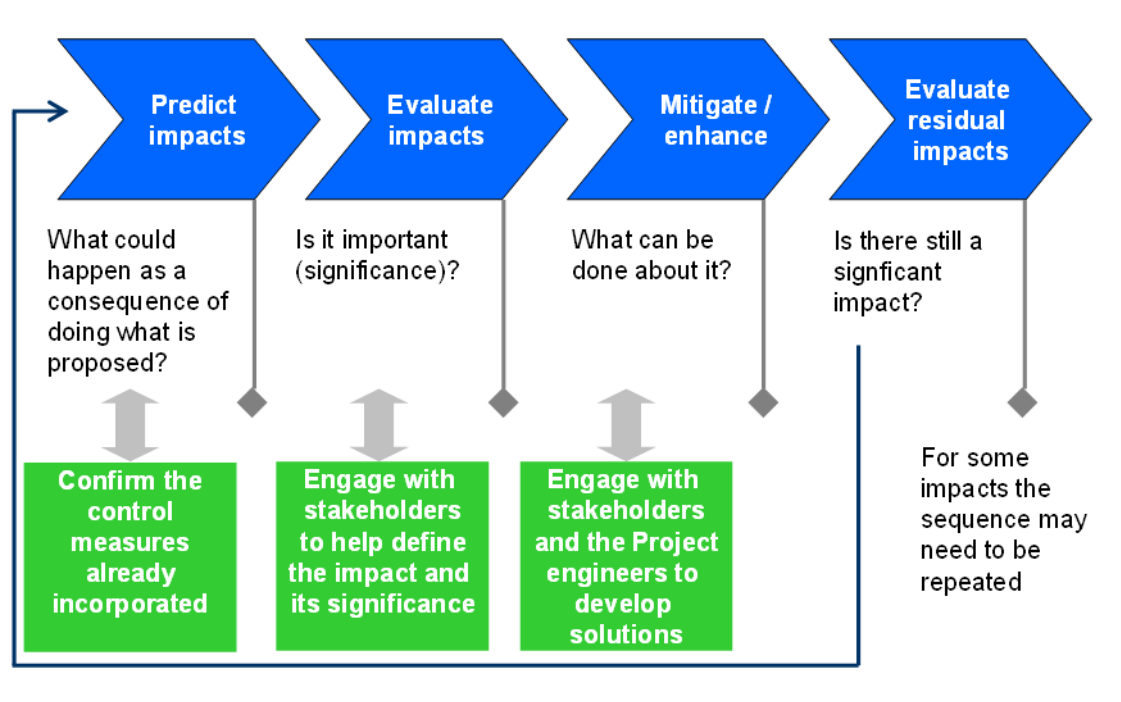 Predict
impacts
Evaluate
impacts
Mitigate /
enhance
Evaluate
residual
impacts
What could
happen as a
consequence of
doing what is
proposed?
Is it important
(significance)?
What can be
done about it?
Is there still a
signficant
impact?
Confirm the
control
measures
already
incorporated
Engage with
stakeholders
to help define
the impact and
its significance
Engage with
stakeholders
and the Project
engineers to
develop
solutions
For some
impacts the
sequence may
need to be
repeated